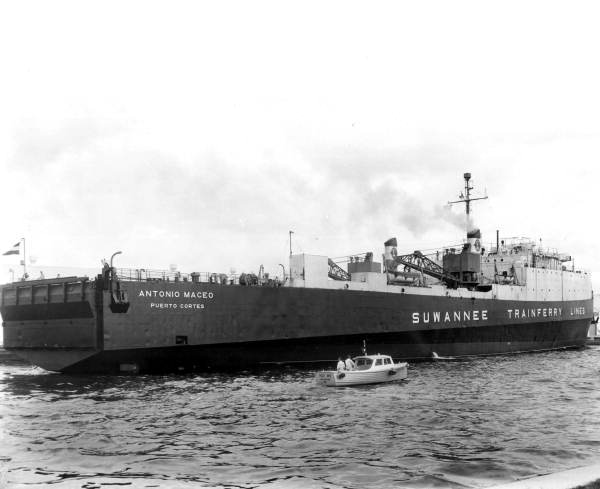 ANTONIO MACEO
PUERTO CORTES
SUWANNEE TRAINFERRY LINES